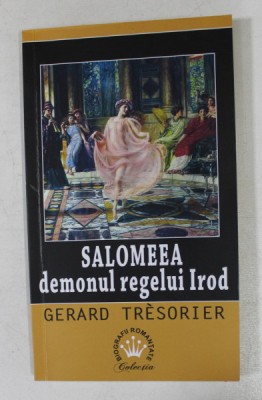 SALOMEEA
demonul regelui Irod
GERARD TRÈSORIER
BIOGRAFII ROMANȚATE
Colecția